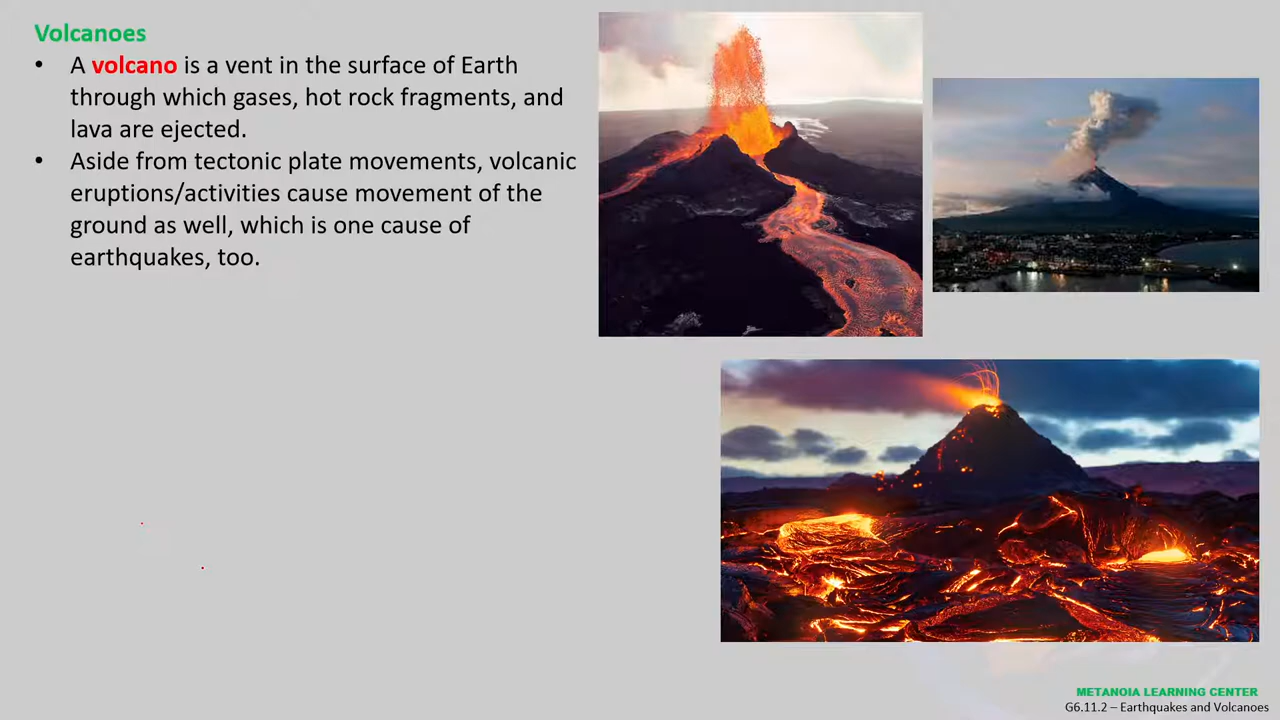 Volcanoes
• A volcano is a vent in the surface of Earth
through which gases, hot rock fragments, and
lava are ejected.
• Aside from tectonic plate movements, volcanic
eruptions/activities cause movement of the
ground as well, which is one cause of
earthquakes, too.
METANOIA LEARNING CENTER
G6.11.2 – Earthquakes and Volcanoes